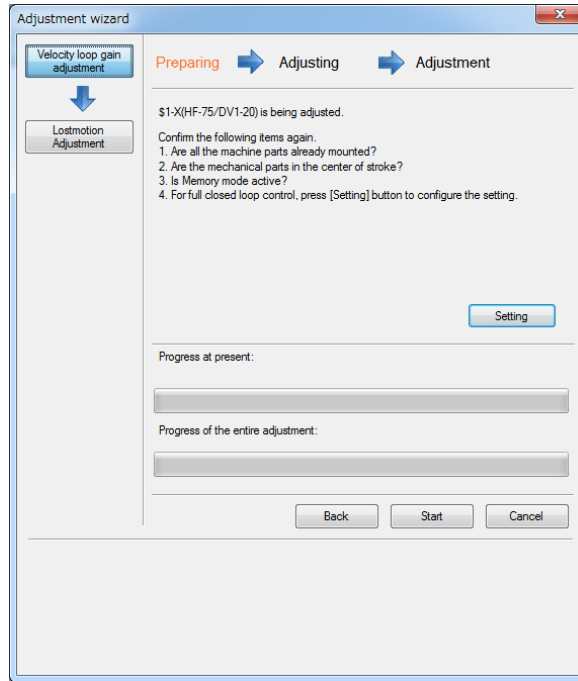 Adjustment wizard
Velocity loop gain
adjustment
Lostmotion
Adjustment
Preparing Adjusting Adjustment
$1-X(HF-75/DV1-20) is being adjusted.
Confirm the following items again.
1. Are all the machine parts already mounted?
2. Are the mechanical parts in the center of stroke?
3. Is Memory mode active?
4. For full closed loop control, press [Setting] button to configure the setting.
Setting
Progress at present:
Progress of the entire adjustment:
Back Start Cancel